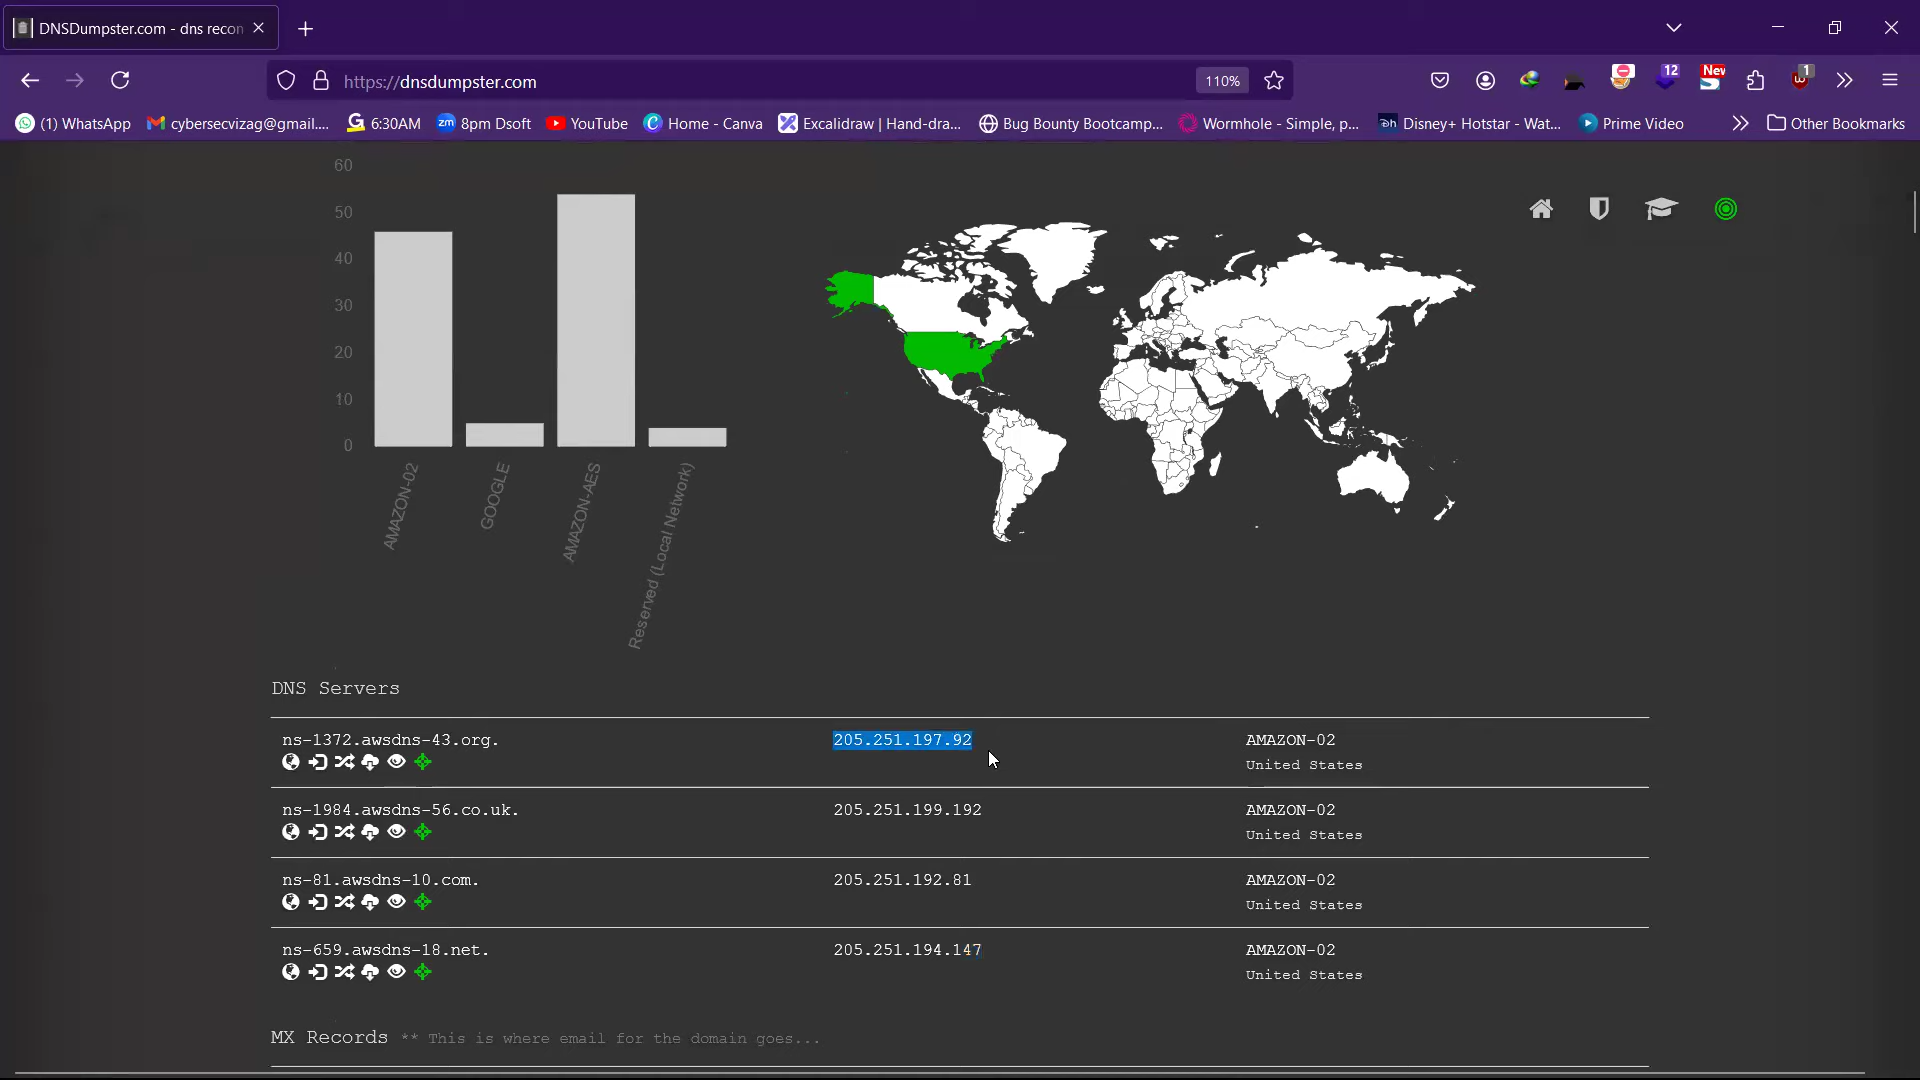 DNSDumpster.com - dns recon
https://dnsdumpster.com
110%
12
New
1
(1) WhatsApp
cybersecvizag@gmail....
6:30AM
zm
8pm Dsoft
YouTube
Home - Canva
Excalidraw | Hand-dra...
Bug Bounty Bootcamp...
Wormhole - Simple, p...
Disney+ Hotstar - Wat...
Prime Video
Other Bookmarks
60
50
40
30
20
10
0
AMAZON-02
GOOGLE
AMAZON-AES
Reserved (Local Network)
DNS Servers
ns-1372.awsdns-43.org.
205.251.197.92
AMAZON-02
United States
ns-1984.awsdns-56.co.uk.
205.251.199.192
AMAZON-02
United States
ns-81.awsdns-10.com.
205.251.192.81
AMAZON-02
United States
ns-659.awsdns-18.net.
205.251.194.147
AMAZON-02
United States
MX Records ** This is where email for the domain goes...